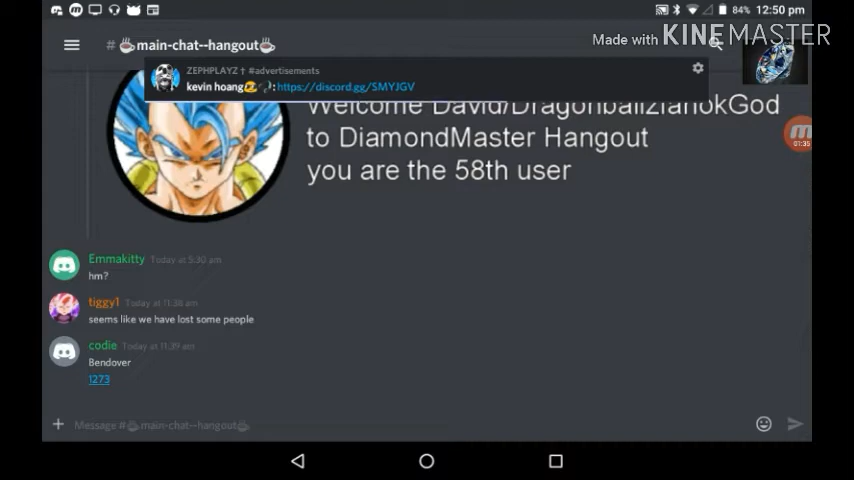 84% 12:50 pm
# ☕main-chat--hangout☕
Made with KINEMASTER
ZEPHPLAYZ † #advertisements
kevin hoang: https://discord.gg/SMYJGV
01:35
Welcome David/DragonballzfanokGod
to DiamondMaster Hangout
you are the 58th user
Emmakitty Today at 5:30 am
hm?
tiggy1 Today at 11:38 am
seems like we have lost some people
codie Today at 11:39 am
Bendover
1273
Message #☕main-chat--hangout☕